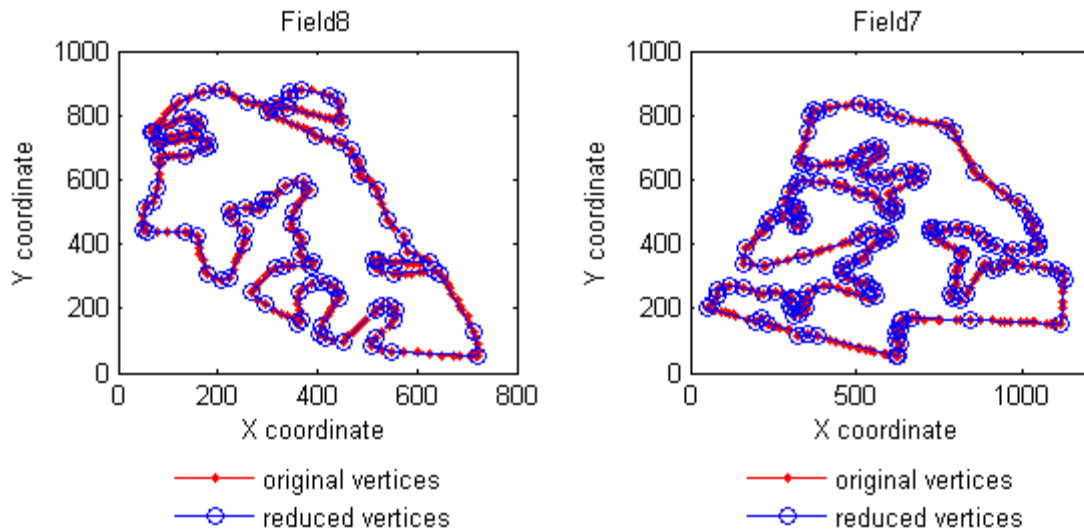 Field8
1000
800
600
400
200
0
Y coordinate
0 200 400 600 800
X coordinate
original vertices
reduced vertices
Field7
1000
800
600
400
200
0
Y coordinate
0 500 1000
X coordinate
original vertices
reduced vertices